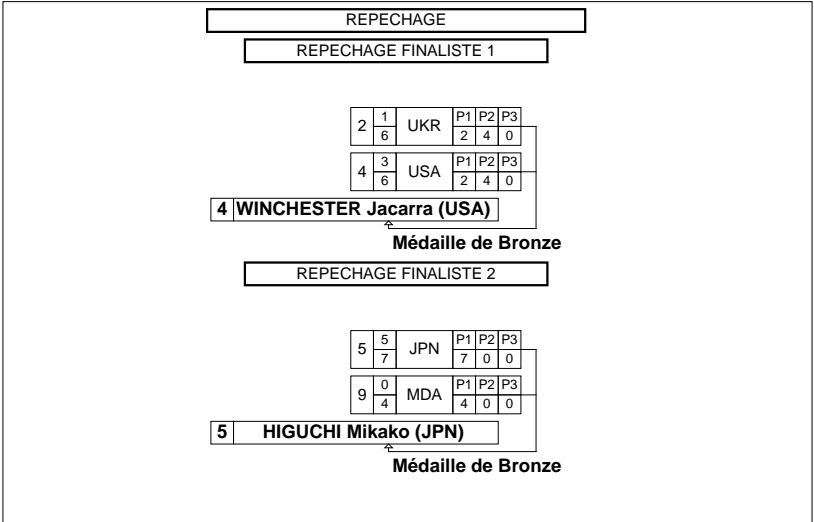 REPECHAGE
REPECHAGE FINALISTE 1
2 1 UKR P1 P2 P3
6 2 4 0
4 3 USA P1 P2 P3
6 2 4 0
4 WINCHESTER Jacarra (USA)
Médaille de Bronze
REPECHAGE FINALISTE 2
5 5 JPN P1 P2 P3
7 7 0 0
9 0 MDA P1 P2 P3
4 4 0 0
5 HIGUCHI Mikako (JPN)
Médaille de Bronze